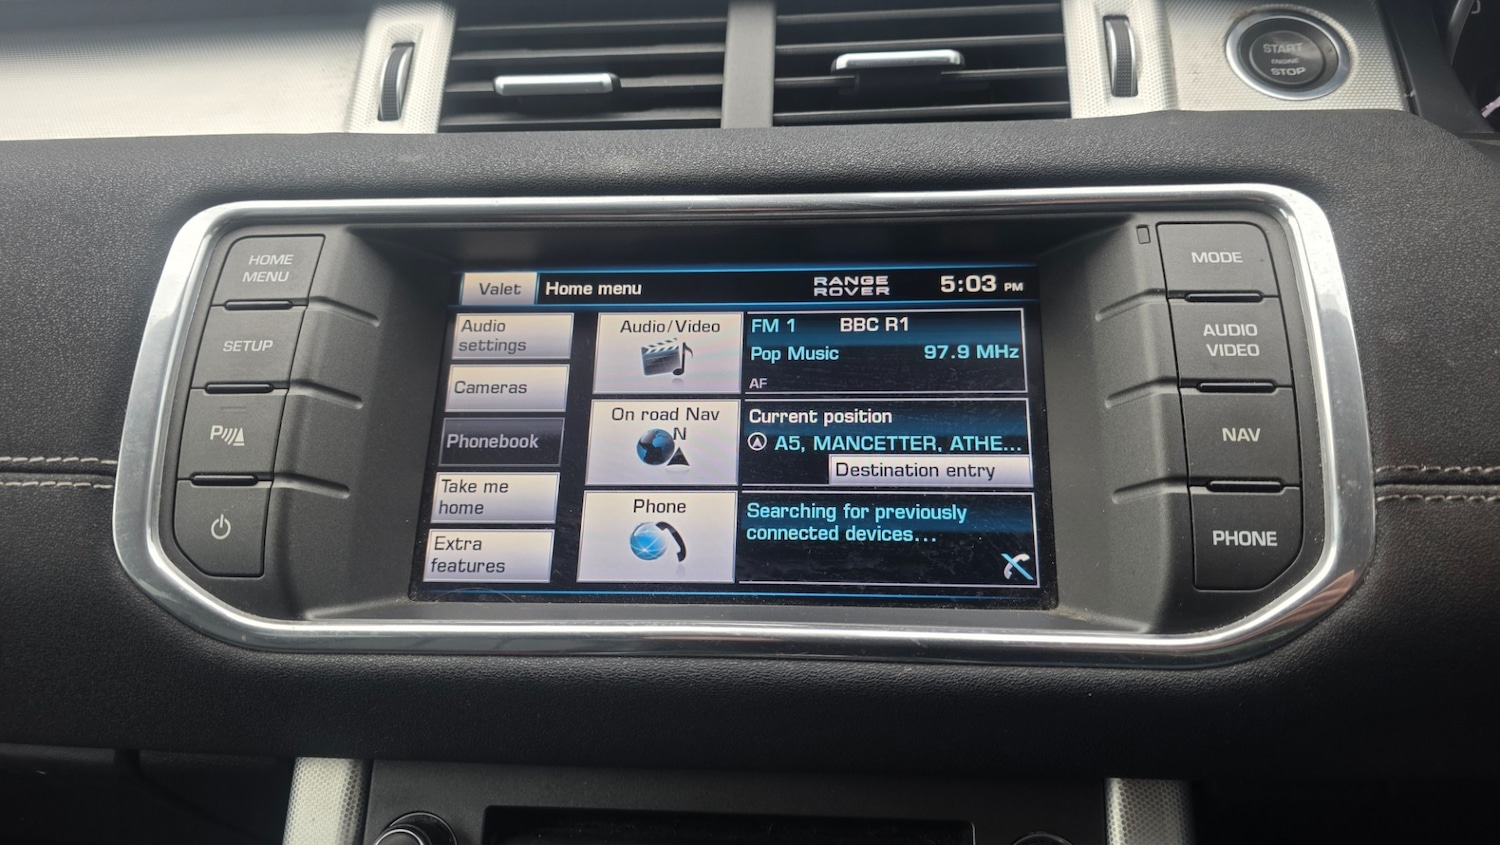 START
ENGINE
STOP
HOME
MENU
SETUP
P
MODE
AUDIO
VIDEO
NAV
PHONE
Valet
Home menu
RANGE
ROVER
5:03 PM
Audio
settings
Cameras
Phonebook
Take me
home
Extra
features
Audio/Video
FM 1 BBC R1
Pop Music 97.9 MHz
AF
On road Nav
N
Current position
A5, MANCETTER, ATHE...
Destination entry
Phone
Searching for previously
connected devices...